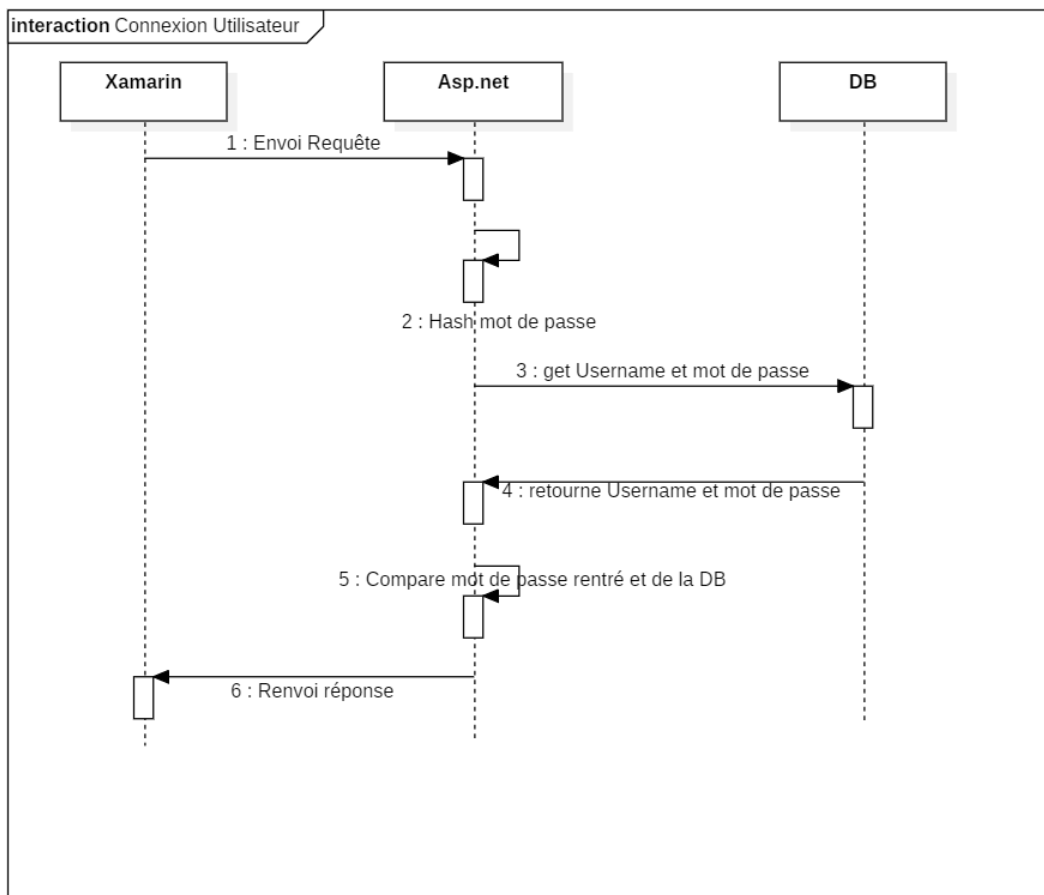 interaction Connexion Utilisateur
Xamarin
Asp.net
DB
1 : Envoi Requête
2 : Hash mot de passe
3 : get Username et mot de passe
4 : retourne Username et mot de passe
5 : Compare mot de passe rentré et de la DB
6 : Renvoi réponse